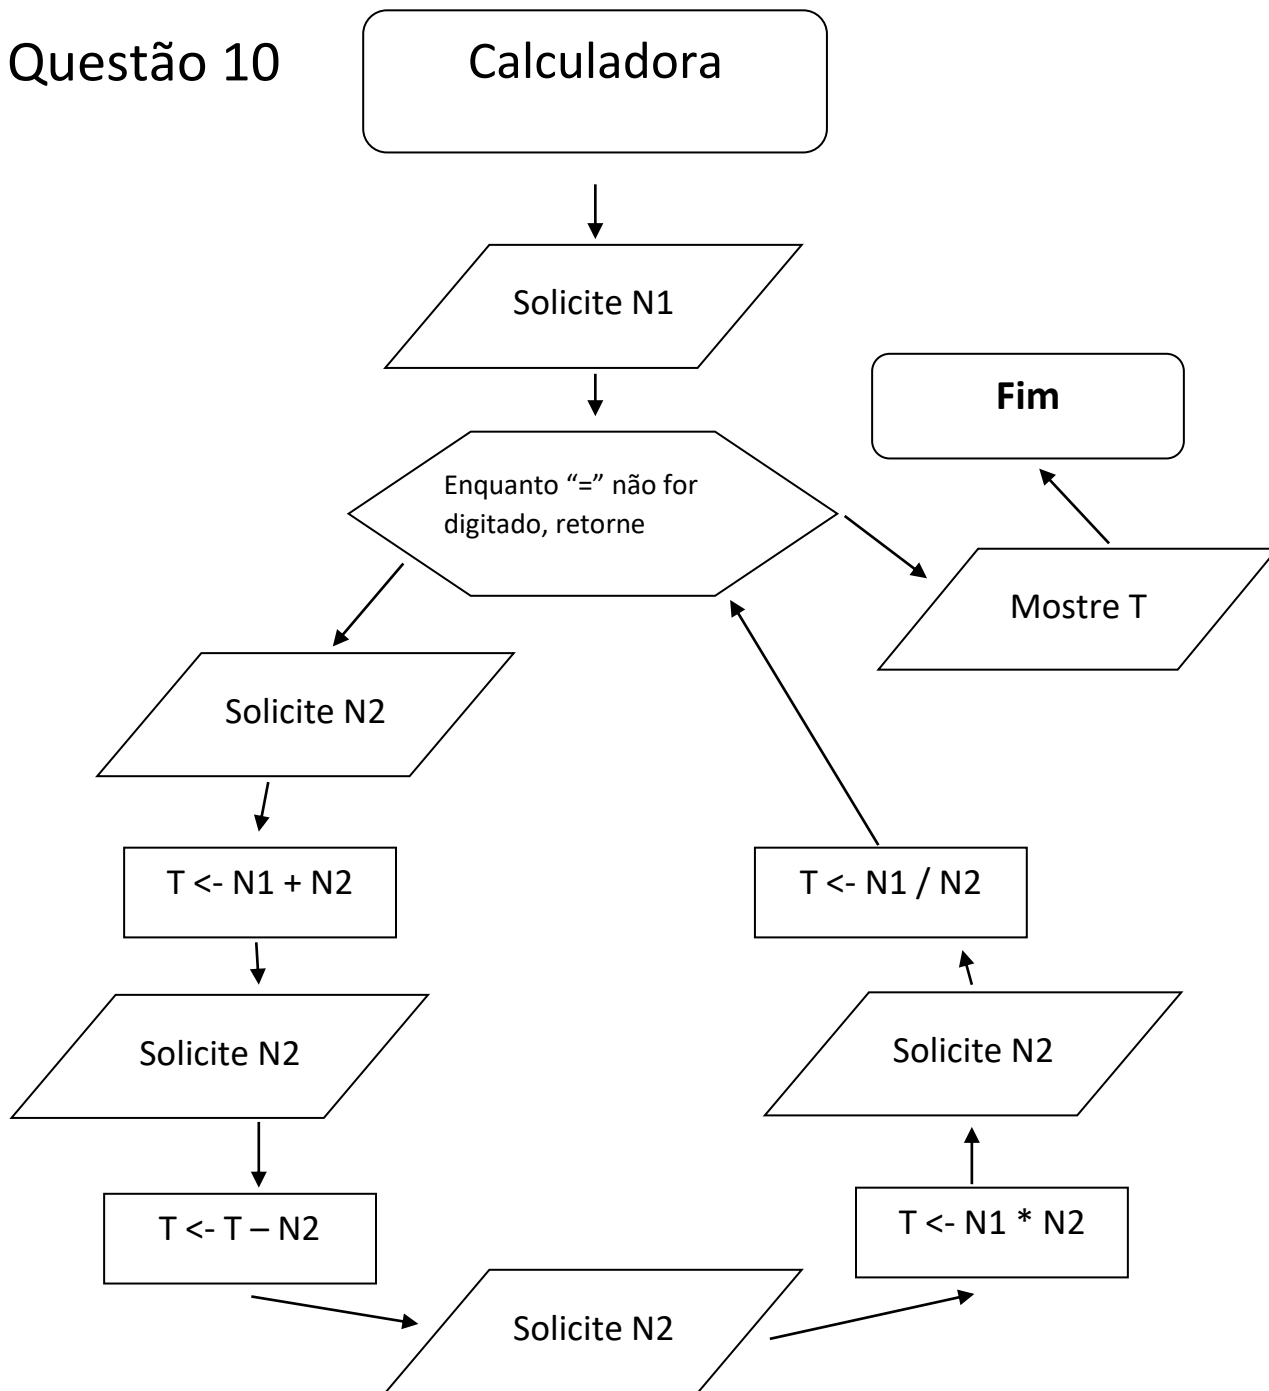 Questão 10
Calculadora
Solicite N1
Fim
Enquanto “=” não for
digitado, retorne
Mostre T
Solicite N2
T <- N1 + N2
T <- N1 / N2
Solicite N2
Solicite N2
T <- T – N2
T <- N1 * N2
Solicite N2